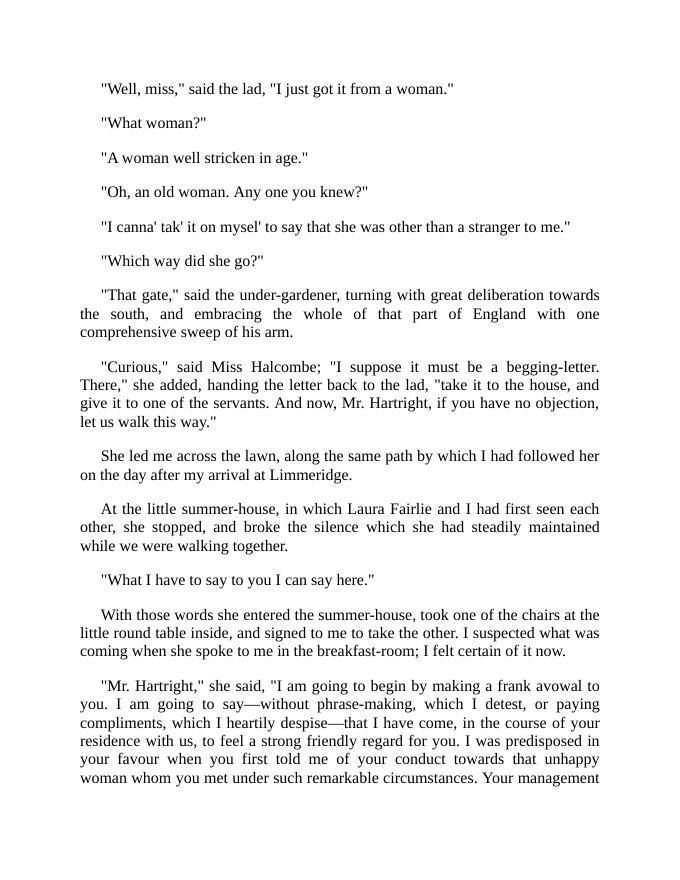 "Well, miss," said the lad, "I just got it from a woman."
"What woman?"
"A woman well stricken in age."
"Oh, an old woman. Any one you knew?"
"I canna' tak' it on mysel' to say that she was other than a stranger to me."
"Which way did she go?"
"That gate," said the under-gardener, turning with great deliberation towards
the south, and embracing the whole of that part of England with one
comprehensive sweep of his arm.
"Curious," said Miss Halcombe; "I suppose it must be a begging-letter.
There," she added, handing the letter back to the lad, "take it to the house, and
give it to one of the servants. And now, Mr. Hartright, if you have no objection,
let us walk this way."
She led me across the lawn, along the same path by which I had followed her
on the day after my arrival at Limmeridge.
At the little summer-house, in which Laura Fairlie and I had first seen each
other, she stopped, and broke the silence which she had steadily maintained
while we were walking together.
"What I have to say to you I can say here."
With those words she entered the summer-house, took one of the chairs at the
little round table inside, and signed to me to take the other. I suspected what was
coming when she spoke to me in the breakfast-room; I felt certain of it now.
"Mr. Hartright," she said, "I am going to begin by making a frank avowal to
you. I am going to say—without phrase-making, which I detest, or paying
compliments, which I heartily despise—that I have come, in the course of your
residence with us, to feel a strong friendly regard for you. I was predisposed in
your favour when you first told me of your conduct towards that unhappy
woman whom you met under such remarkable circumstances. Your management